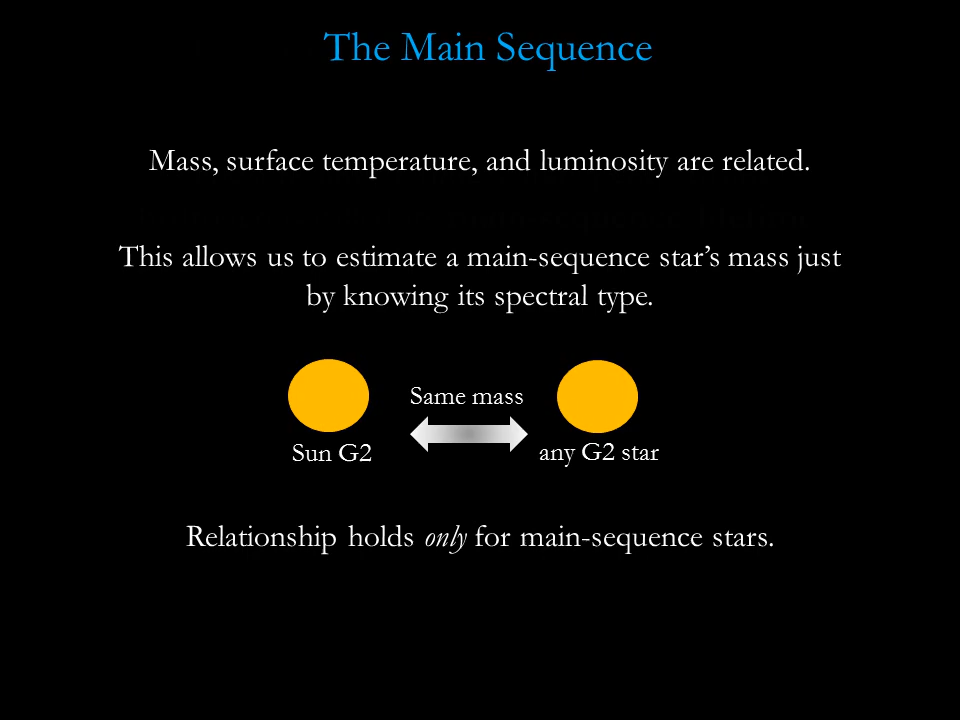 The Main Sequence
Mass, surface temperature, and luminosity are related.
This allows us to estimate a main-sequence star’s mass just
by knowing its spectral type.
Same mass
Sun G2
any G2 star
Relationship holds only for main-sequence stars.